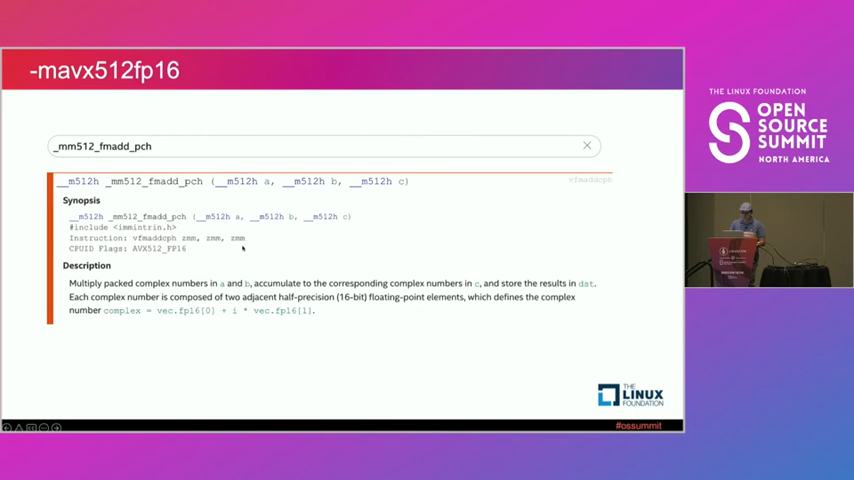 -mavx512fp16
_mm512_fmadd_pch
__m512h _mm512_fmadd_pch (__m512h a, __m512h b, __m512h c)
vfmaddcph
Synopsis
__m512h _mm512_fmadd_pch (__m512h a, __m512h b, __m512h c)
#include <immintrin.h>
Instruction: vfmaddcph zmm, zmm, zmm
CPUID Flags: AVX512_FP16
Description
Multiply packed complex numbers in a and b, accumulate to the corresponding complex numbers in c, and store the results in dst.
Each complex number is composed of two adjacent half-precision (16-bit) floating-point elements, which defines the complex
number complex = vec.fp16[0] + i * vec.fp16[1].
THE
LINUX
FOUNDATION
#ossummit
THE LINUX FOUNDATION
OPEN
SOURCE
SUMMIT
NORTH AMERICA